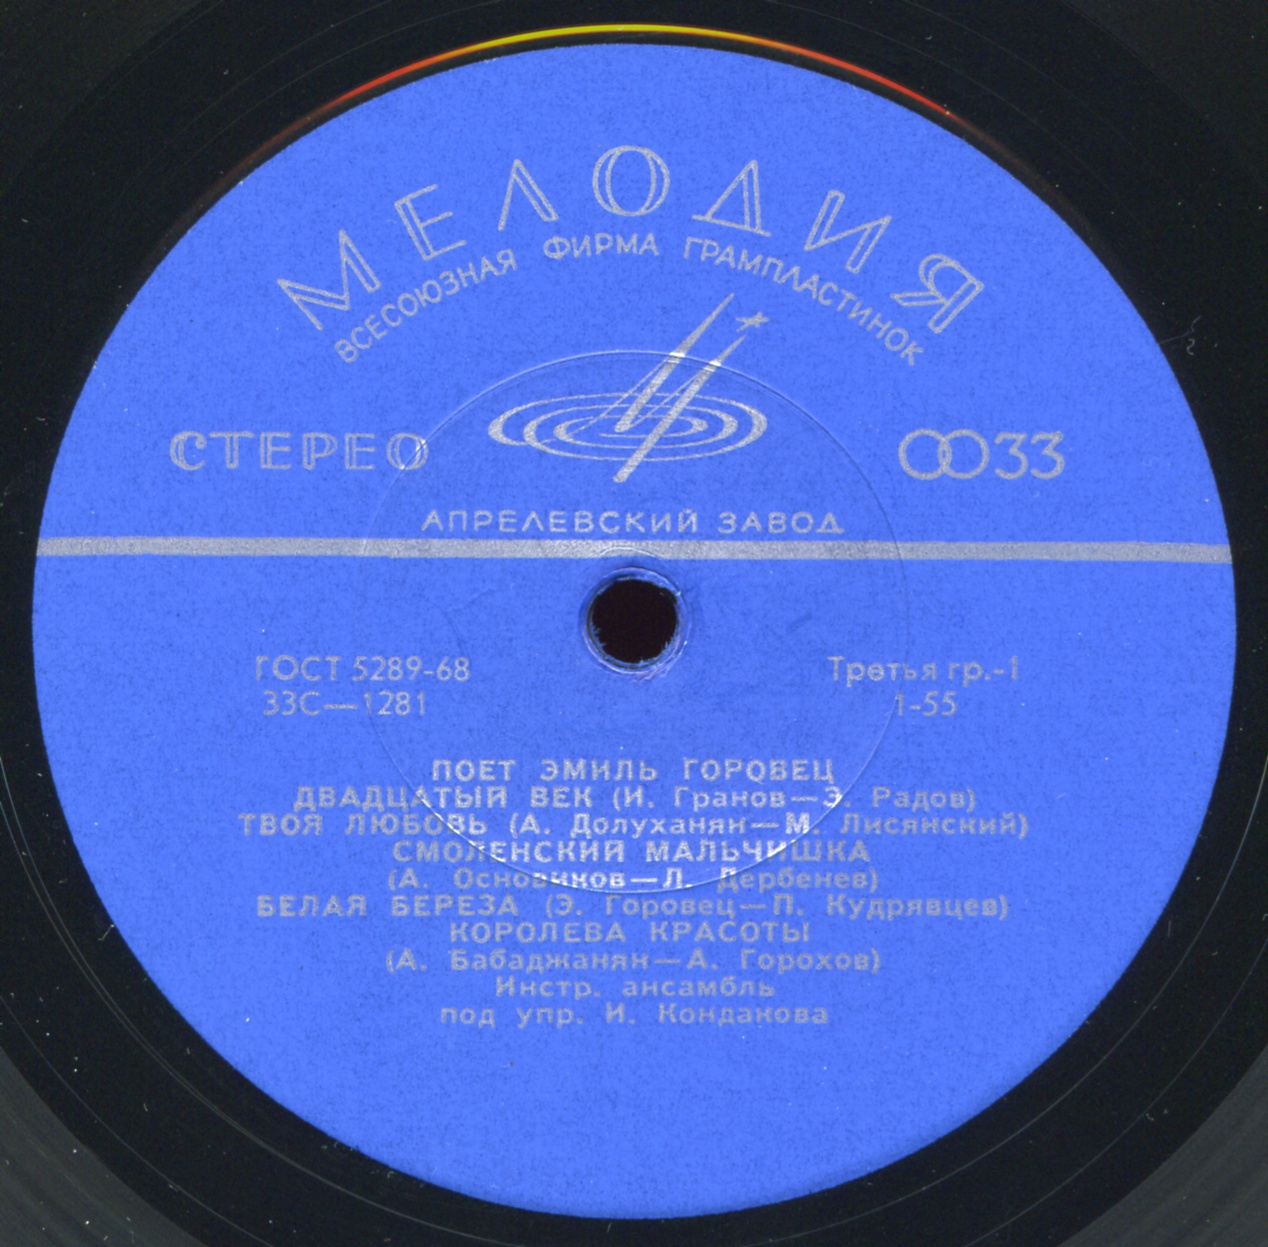 МЕЛОДИЯ
ВСЕСОЮЗНАЯ ФИРМА ГРАМПЛАСТИНОК
СТЕРЕО
33
АПРЕЛЕВСКИЙ ЗАВОД
ГОСТ 5289-68
Третья гр.-1
33С—1281
1-55
ПОЕТ ЭМИЛЬ ГОРОВЕЦ
ДВАДЦАТЫЙ ВЕК (И. Гранов—Э. Радов)
ТВОЯ ЛЮБОВЬ (А. Долуханян—М. Лисянский)
СМОЛЕНСКИЙ МАЛЬЧИШКА
(А. Основиков—Л. Дербенев)
БЕЛАЯ БЕРЕЗА (Э. Горовец—П. Кудрявцев)
КОРОЛЕВА КРАСОТЫ
(А. Бабаджанян—А. Горохов)
Инстр. ансамбль
под упр. И. Кондакова